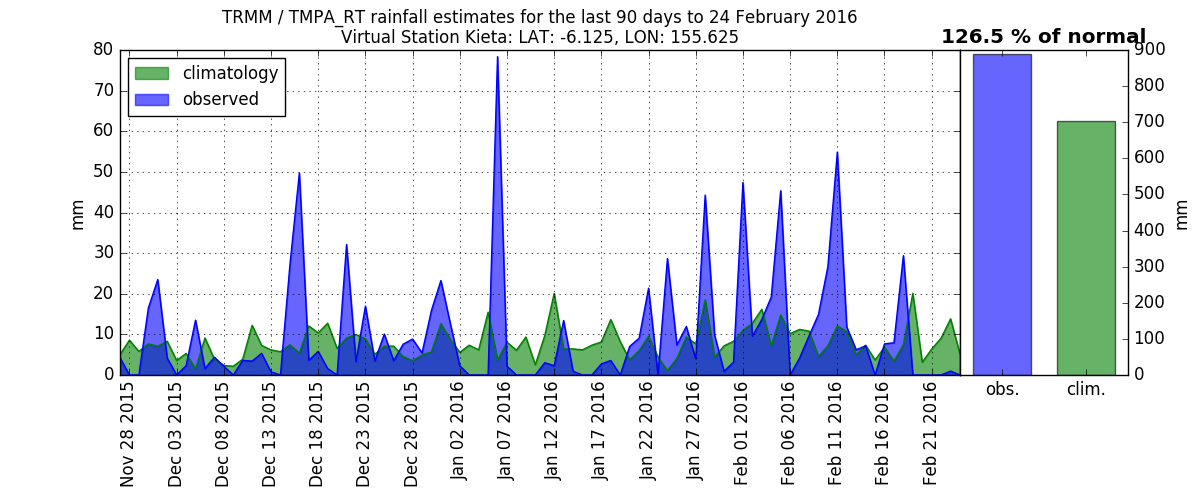 TRMM / TMPA_RT rainfall estimates for the last 90 days to 24 February 2016
Virtual Station Kieta: LAT: -6.125, LON: 155.625
126.5 % of normal
climatology
observed
mm
80
70
60
50
40
30
20
10
0
Nov 28 2015
Dec 03 2015
Dec 08 2015
Dec 13 2015
Dec 18 2015
Dec 23 2015
Dec 28 2015
Jan 02 2016
Jan 07 2016
Jan 12 2016
Jan 17 2016
Jan 22 2016
Jan 27 2016
Feb 01 2016
Feb 06 2016
Feb 11 2016
Feb 16 2016
Feb 21 2016
obs.
clim.
900
800
700
600
500
400
300
200
100
0
mm